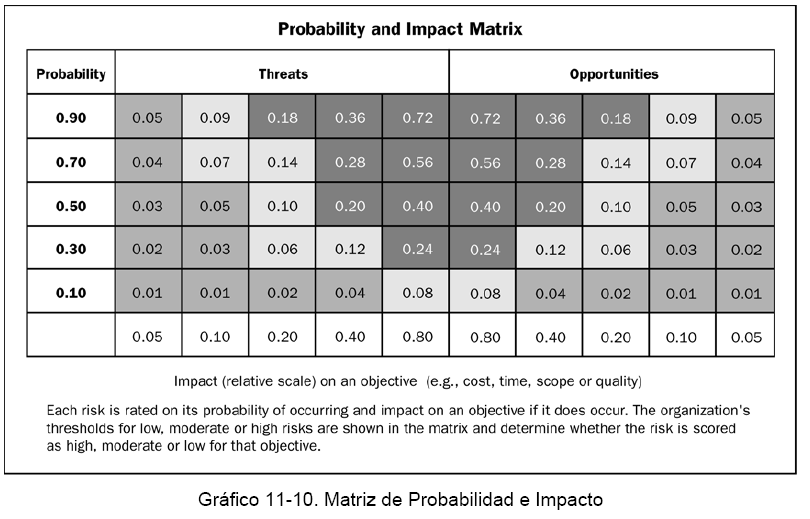 Probability and Impact Matrix
Probability Threats Opportunities
0.90 0.05 0.09 0.18 0.36 0.72 0.72 0.36 0.18 0.09 0.05
0.70 0.04 0.07 0.14 0.28 0.56 0.56 0.28 0.14 0.07 0.04
0.50 0.03 0.05 0.10 0.20 0.40 0.40 0.20 0.10 0.05 0.03
0.30 0.02 0.03 0.06 0.12 0.24 0.24 0.12 0.06 0.03 0.02
0.10 0.01 0.01 0.02 0.04 0.08 0.08 0.04 0.02 0.01 0.01
0.05 0.10 0.20 0.40 0.80 0.80 0.40 0.20 0.10 0.05
Impact (relative scale) on an objective (e.g., cost, time, scope or quality)
Each risk is rated on its probability of occurring and impact on an objective if it does occur. The organization's
thresholds for low, moderate or high risks are shown in the matrix and determine whether the risk is scored
as high, moderate or low for that objective.
Gráfico 11-10. Matriz de Probabilidad e Impacto